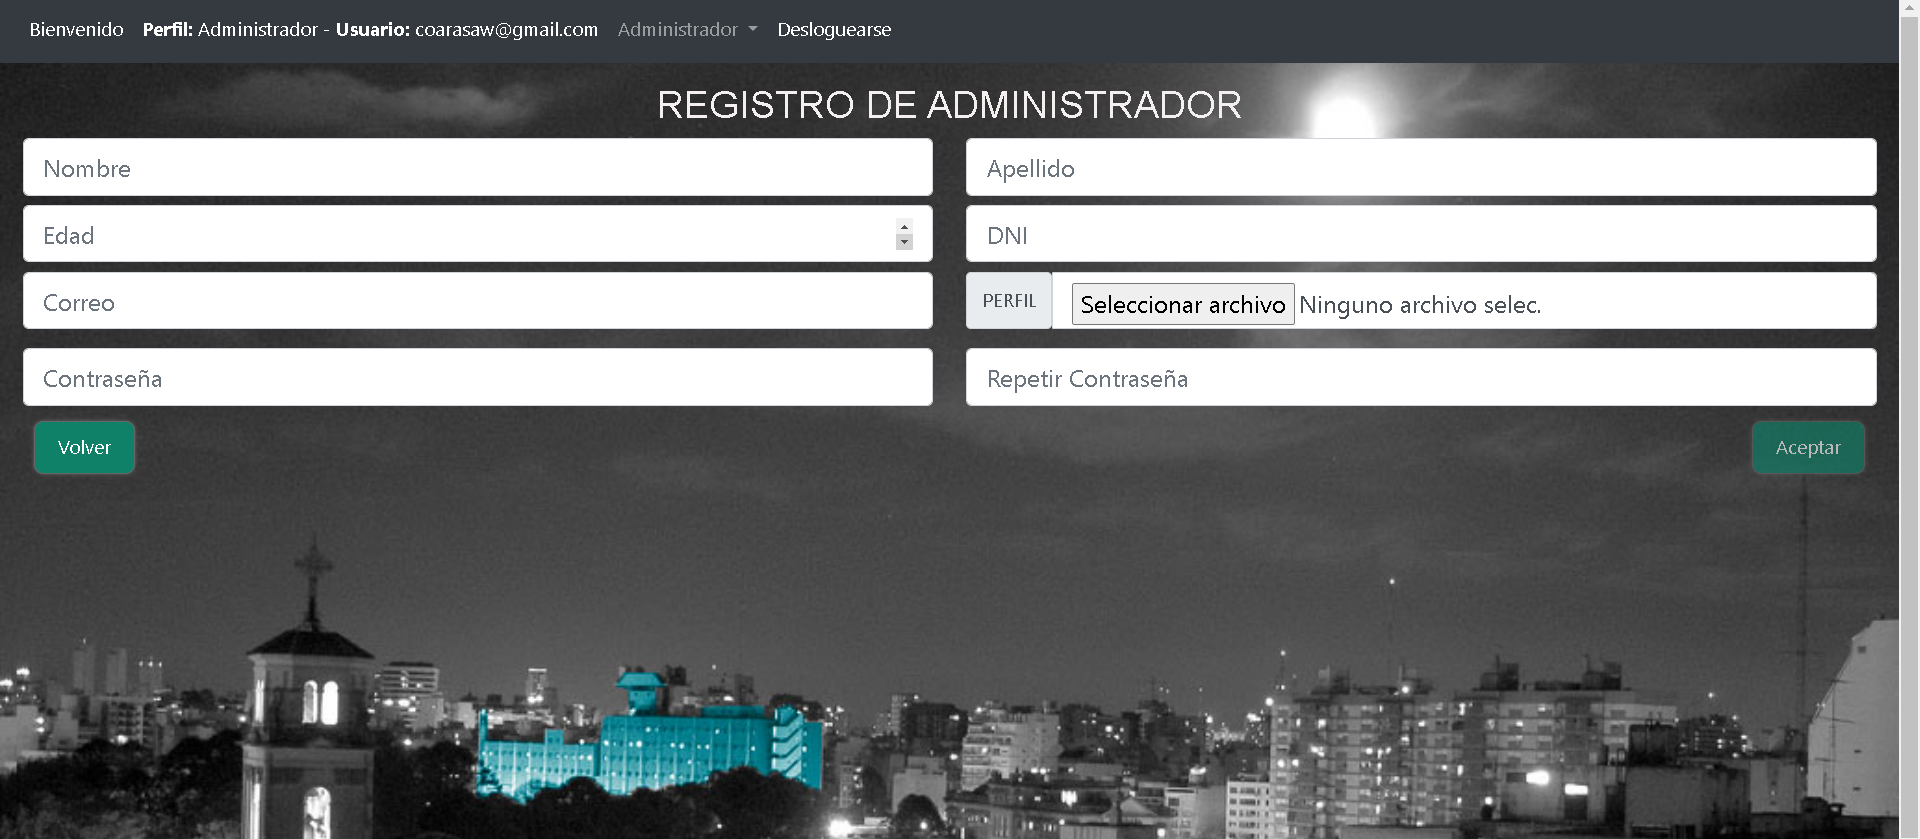 Bienvenido Perfil: Administrador - Usuario: coarasaw@gmail.com Administrador Desloguearse
REGISTRO DE ADMINISTRADOR
Nombre
Apellido
Edad
DNI
Correo
PERFIL Seleccionar archivo Ninguno archivo selec.
Contraseña
Repetir Contraseña
Volver
Aceptar